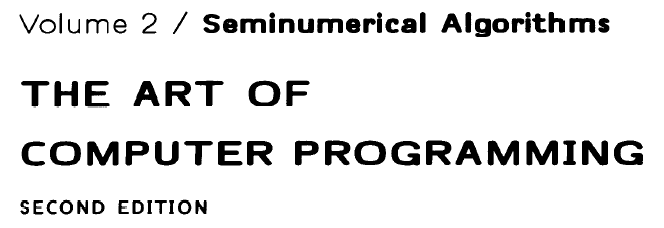 Volume 2 / Seminumerical Algorithms
THE ART OF
COMPUTER PROGRAMMING
SECOND EDITION